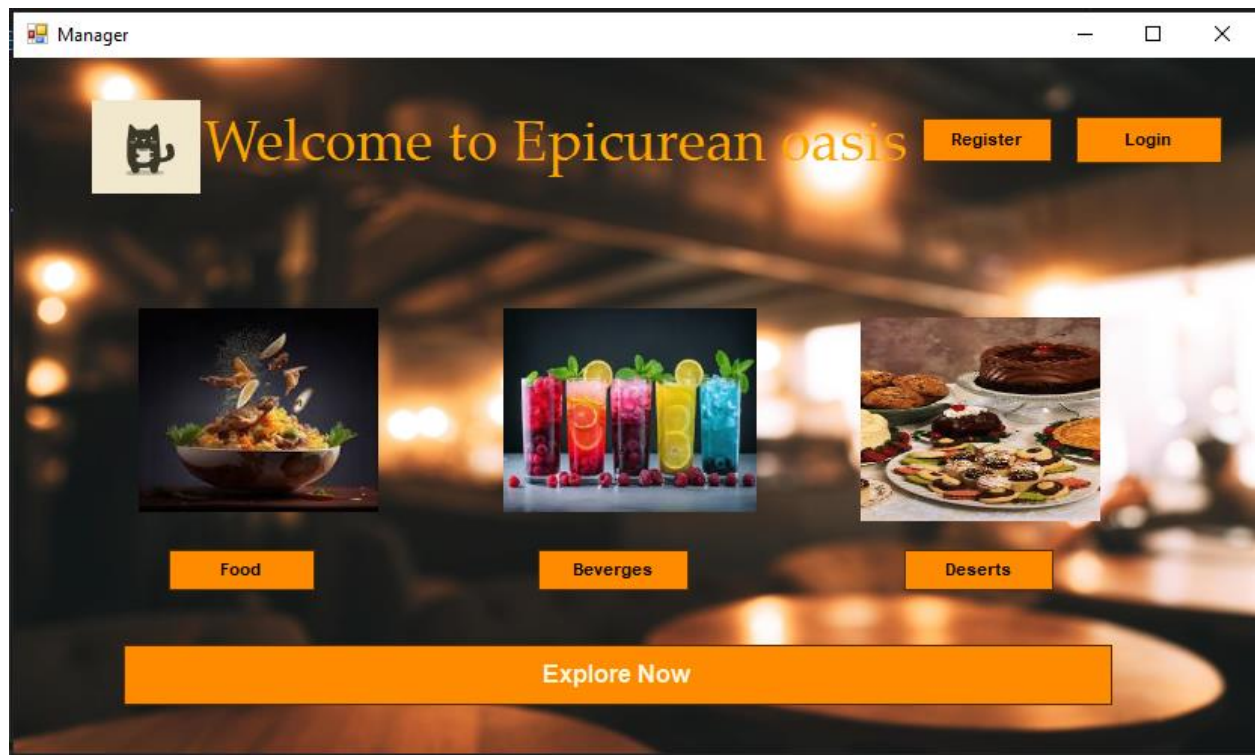 Manager
Welcome to Epicurean oasis
Register
Login
Food
Beverges
Deserts
Explore Now